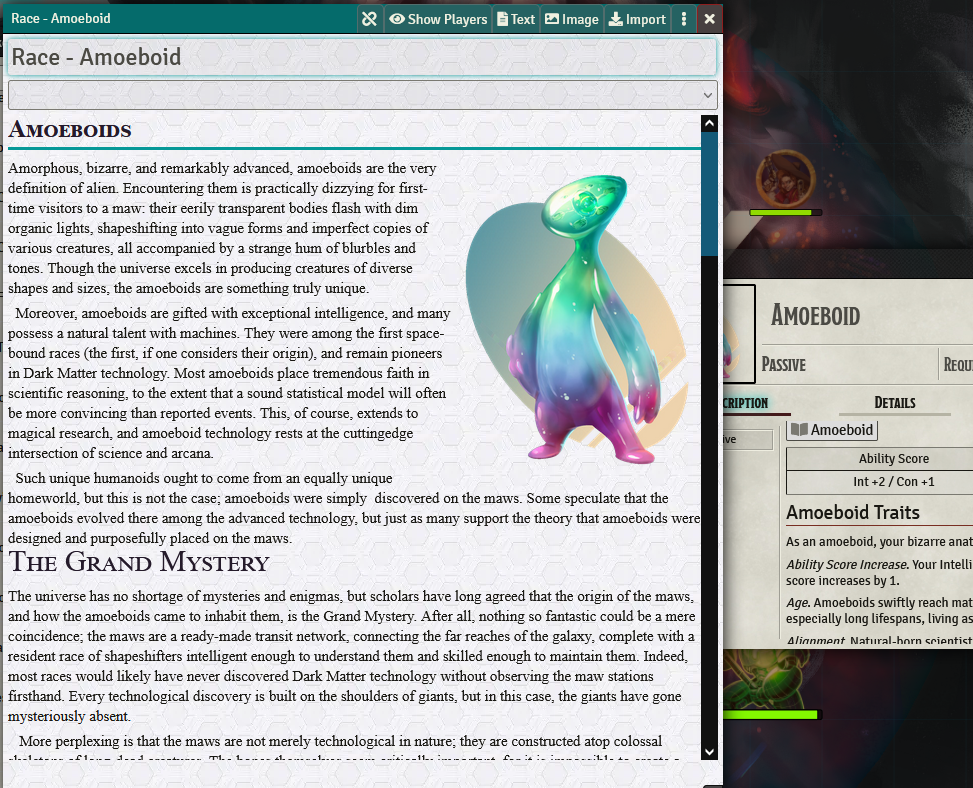 Race - Amoeboid
Show Players
Text
Image
Import
Race - Amoeboid
Amoeboids
Amorphous, bizarre, and remarkably advanced, amoeboids are the very
definition of alien. Encountering them is practically dizzying for first-
time visitors to a maw: their eerily transparent bodies flash with dim
organic lights, shapeshifting into vague forms and imperfect copies of
various creatures, all accompanied by a strange hum of blurbles and
tones. Though the universe excels in producing creatures of diverse
shapes and sizes, the amoeboids are something truly unique.
Moreover, amoeboids are gifted with exceptional intelligence, and many
possess a natural talent with machines. They were among the first space-
bound races (the first, if one considers their origin), and remain pioneers
in Dark Matter technology. Most amoeboids place tremendous faith in
scientific reasoning, to the extent that a sound statistical model will often
be more convincing than reported events. This, of course, extends to
magical research, and amoeboid technology rests at the cuttingedge
intersection of science and arcana.
Such unique humanoids ought to come from an equally unique
homeworld, but this is not the case; amoeboids were simply  discovered on the maws. Some speculate that the
amoeboids evolved there among the advanced technology, but just as many support the theory that amoeboids were
designed and purposefully placed on the maws.
The Grand Mystery
The universe has no shortage of mysteries and enigmas, but scholars have long agreed that the origin of the maws,
and how the amoeboids came to inhabit them, is the Grand Mystery. After all, nothing so fantastic could be a mere
coincidence; the maws are a ready-made transit network, connecting the far reaches of the galaxy, complete with a
resident race of shapeshifters intelligent enough to understand them and skilled enough to maintain them. Indeed,
most races would likely have never discovered Dark Matter technology without observing the maw stations
firsthand. Every technological discovery is built on the shoulders of giants, but in this case, the giants have gone
mysteriously absent.
More perplexing is that the maws are not merely technological in nature; they are constructed atop colossal
Amoeboid
Passive
Requ
cription
Details
ive
Amoeboid
Ability Score
Int +2 / Con +1
Amoeboid Traits
As an amoeboid, your bizarre anat
Ability Score Increase. Your Intelli
score increases by 1.
Age. Amoeboids swiftly reach mat
especially long lifespans, living as
Alignment. Natural-born scientist